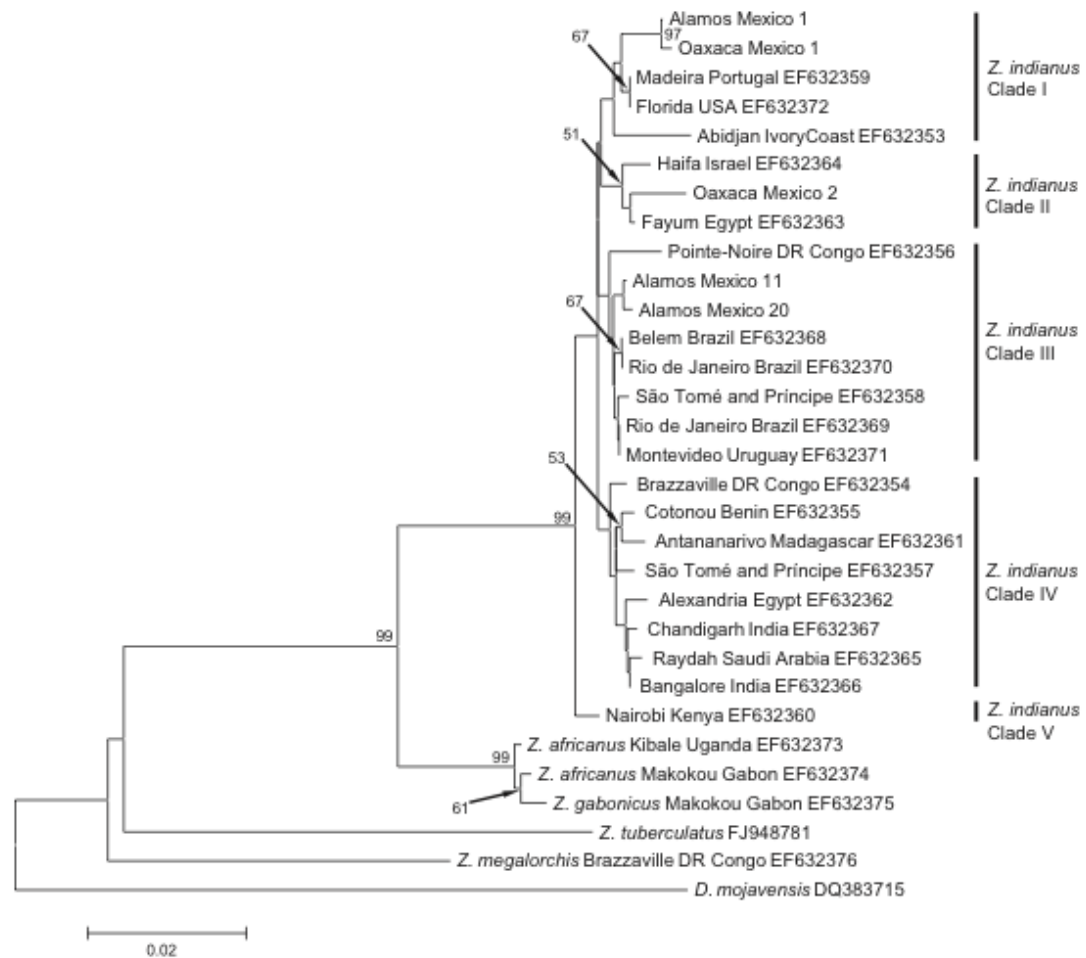 Alamos Mexico 1
97
Oaxaca Mexico 1
67
Madeira Portugal EF632359
Florida USA EF632372
Abidjan IvoryCoast EF632353
Z. indianus
Clade I
51
Haifa Israel EF632364
Oaxaca Mexico 2
Fayum Egypt EF632363
Z. indianus
Clade II
Pointe-Noire DR Congo EF632356
Alamos Mexico 11
67
Alamos Mexico 20
Belem Brazil EF632368
Rio de Janeiro Brazil EF632370
São Tomé and Príncipe EF632358
Rio de Janeiro Brazil EF632369
Montevideo Uruguay EF632371
Z. indianus
Clade III
53
Brazzaville DR Congo EF632354
Cotonou Benin EF632355
99
Antananarivo Madagascar EF632361
São Tomé and Príncipe EF632357
Alexandria Egypt EF632362
Chandigarh India EF632367
Raydah Saudi Arabia EF632365
Bangalore India EF632366
Z. indianus
Clade IV
99
Nairobi Kenya EF632360
Z. indianus
Clade V
99
Z. africanus Kibale Uganda EF632373
Z. africanus Makokou Gabon EF632374
61
Z. gabonicus Makokou Gabon EF632375
Z. tuberculatus FJ948781
Z. megalorchis Brazzaville DR Congo EF632376
D. mojavensis DQ383715
0.02